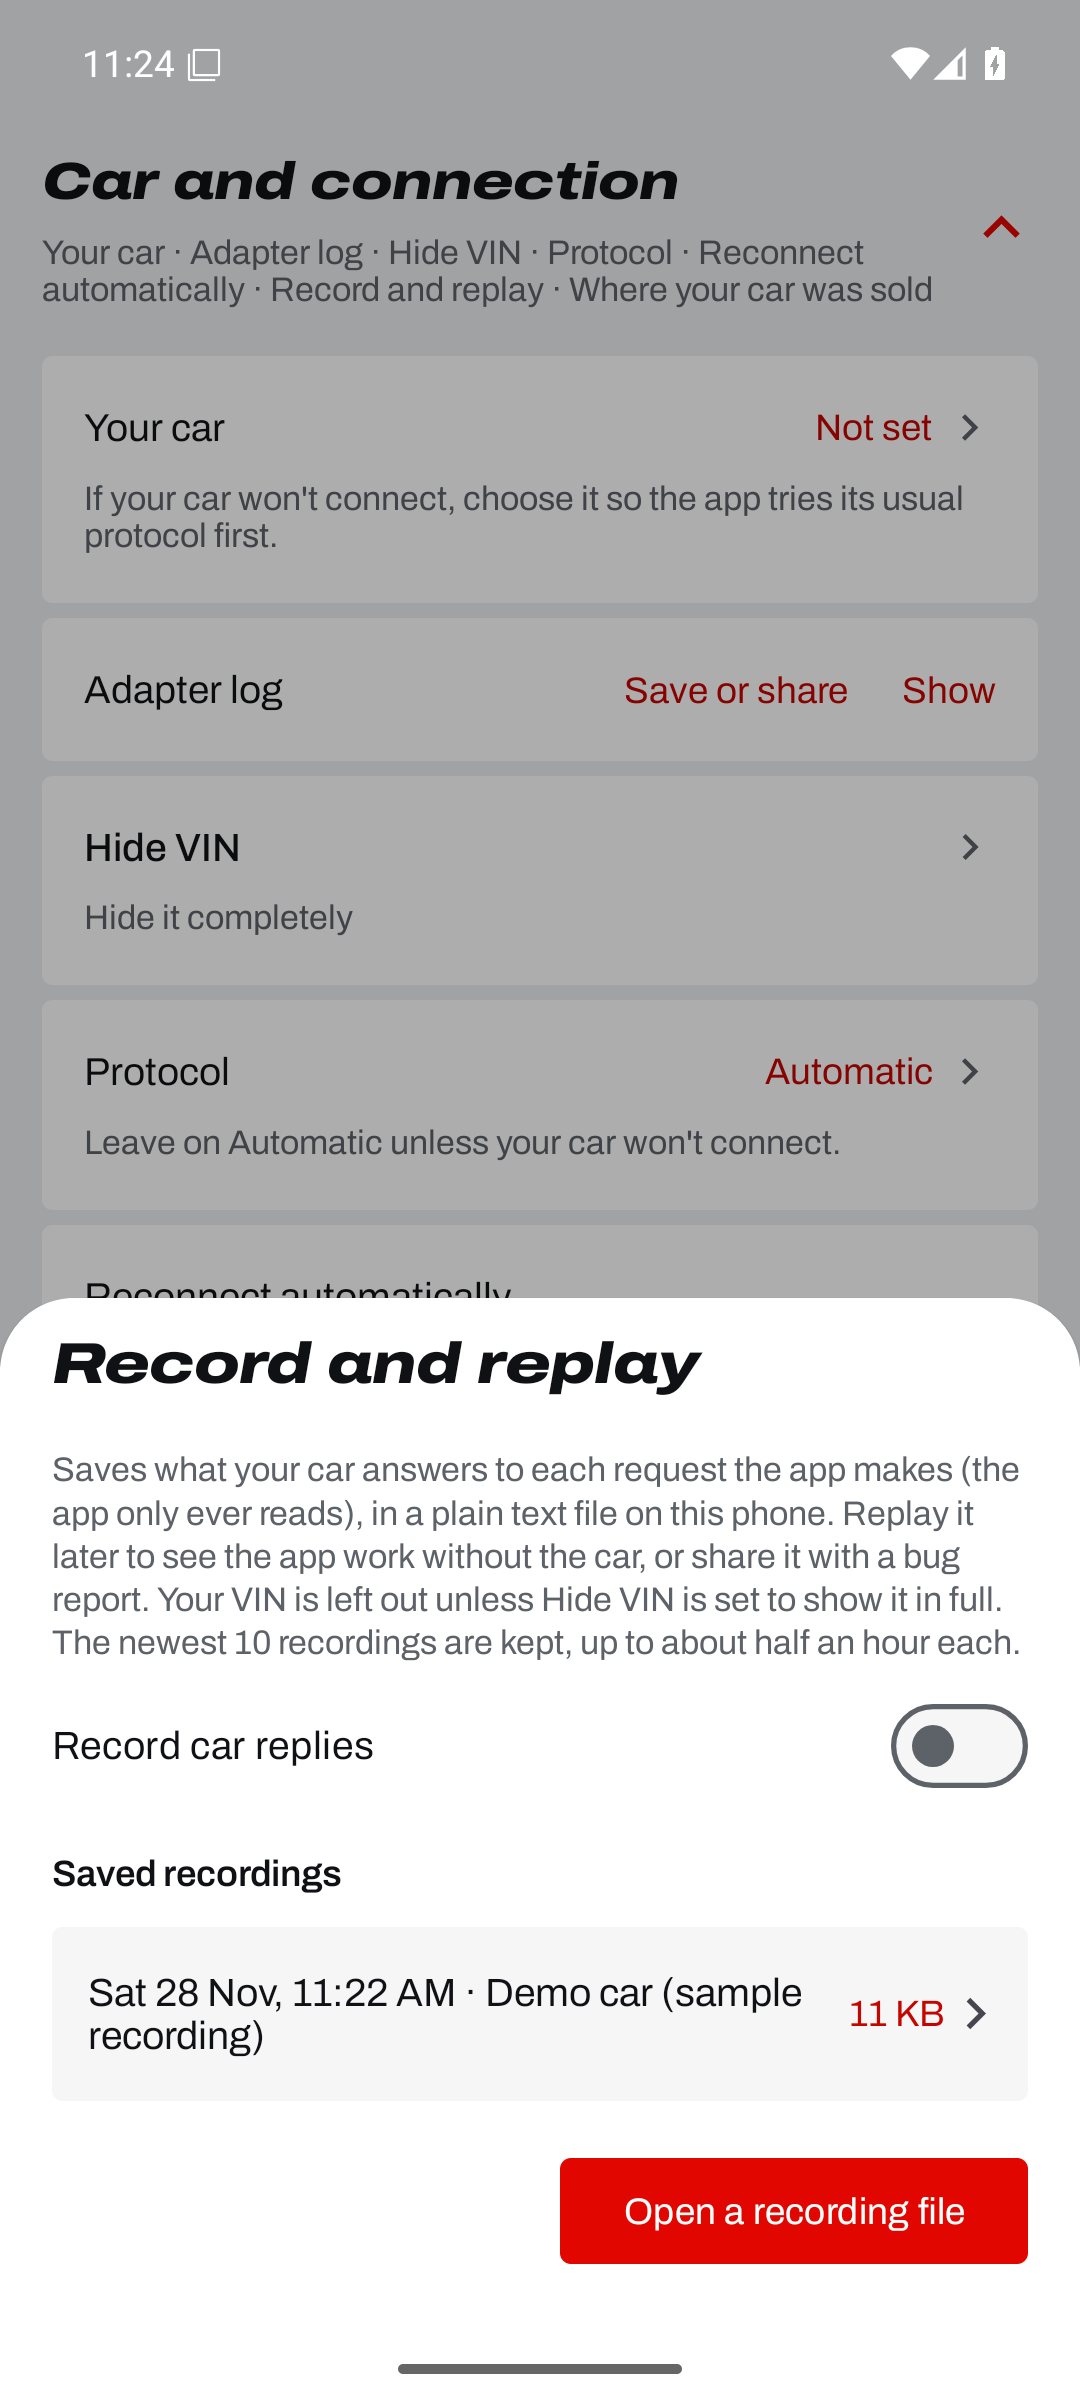 11:24
Car and connection
Your car · Adapter log · Hide VIN · Protocol · Reconnect
automatically · Record and replay · Where your car was sold
Your car
Not set
If your car won't connect, choose it so the app tries its usual
protocol first.
Adapter log
Save or share
Show
Hide VIN
Hide it completely
Protocol
Automatic
Leave on Automatic unless your car won't connect.
Reconnect automatically
Record and replay
Saves what your car answers to each request the app makes (the
app only ever reads), in a plain text file on this phone. Replay it
later to see the app work without the car, or share it with a bug
report. Your VIN is left out unless Hide VIN is set to show it in full.
The newest 10 recordings are kept, up to about half an hour each.
Record car replies
Saved recordings
Sat 28 Nov, 11:22 AM · Demo car (sample
recording)
11 KB
Open a recording file